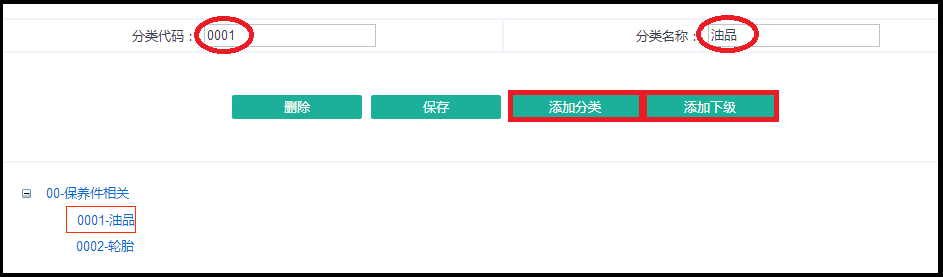 分类代码： 0001 分类名称： 油品
删除 保存 添加分类 添加下级
00-保养件相关
0001-油品
0002-轮胎